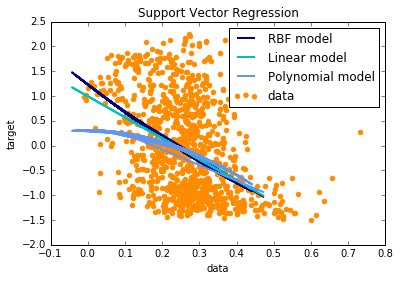 Support Vector Regression
2.5
2.0
1.5
1.0
0.5
0.0
−0.5
−1.0
−1.5
−2.0
target
RBF model
Linear model
Polynomial model
data
−0.1 0.0 0.1 0.2 0.3 0.4 0.5 0.6 0.7 0.8
data